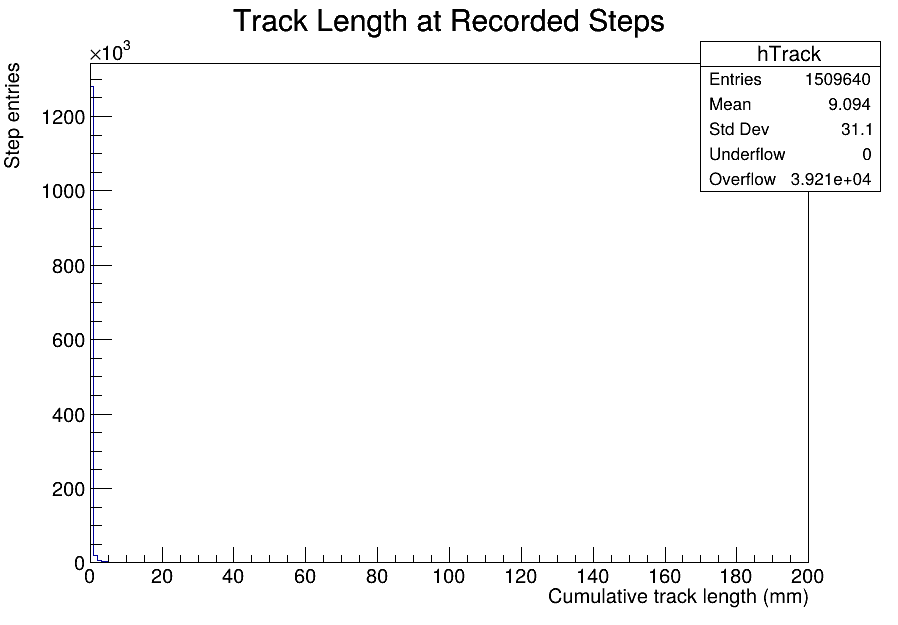 Track Length at Recorded Steps
×10³
Step entries
hTrack
Entries 1509640
Mean 9.094
Std Dev 31.1
Underflow 0
Overflow 3.921e+04
1200
1000
800
600
400
200
0
0 20 40 60 80 100 120 140 160 180 200
Cumulative track length (mm)